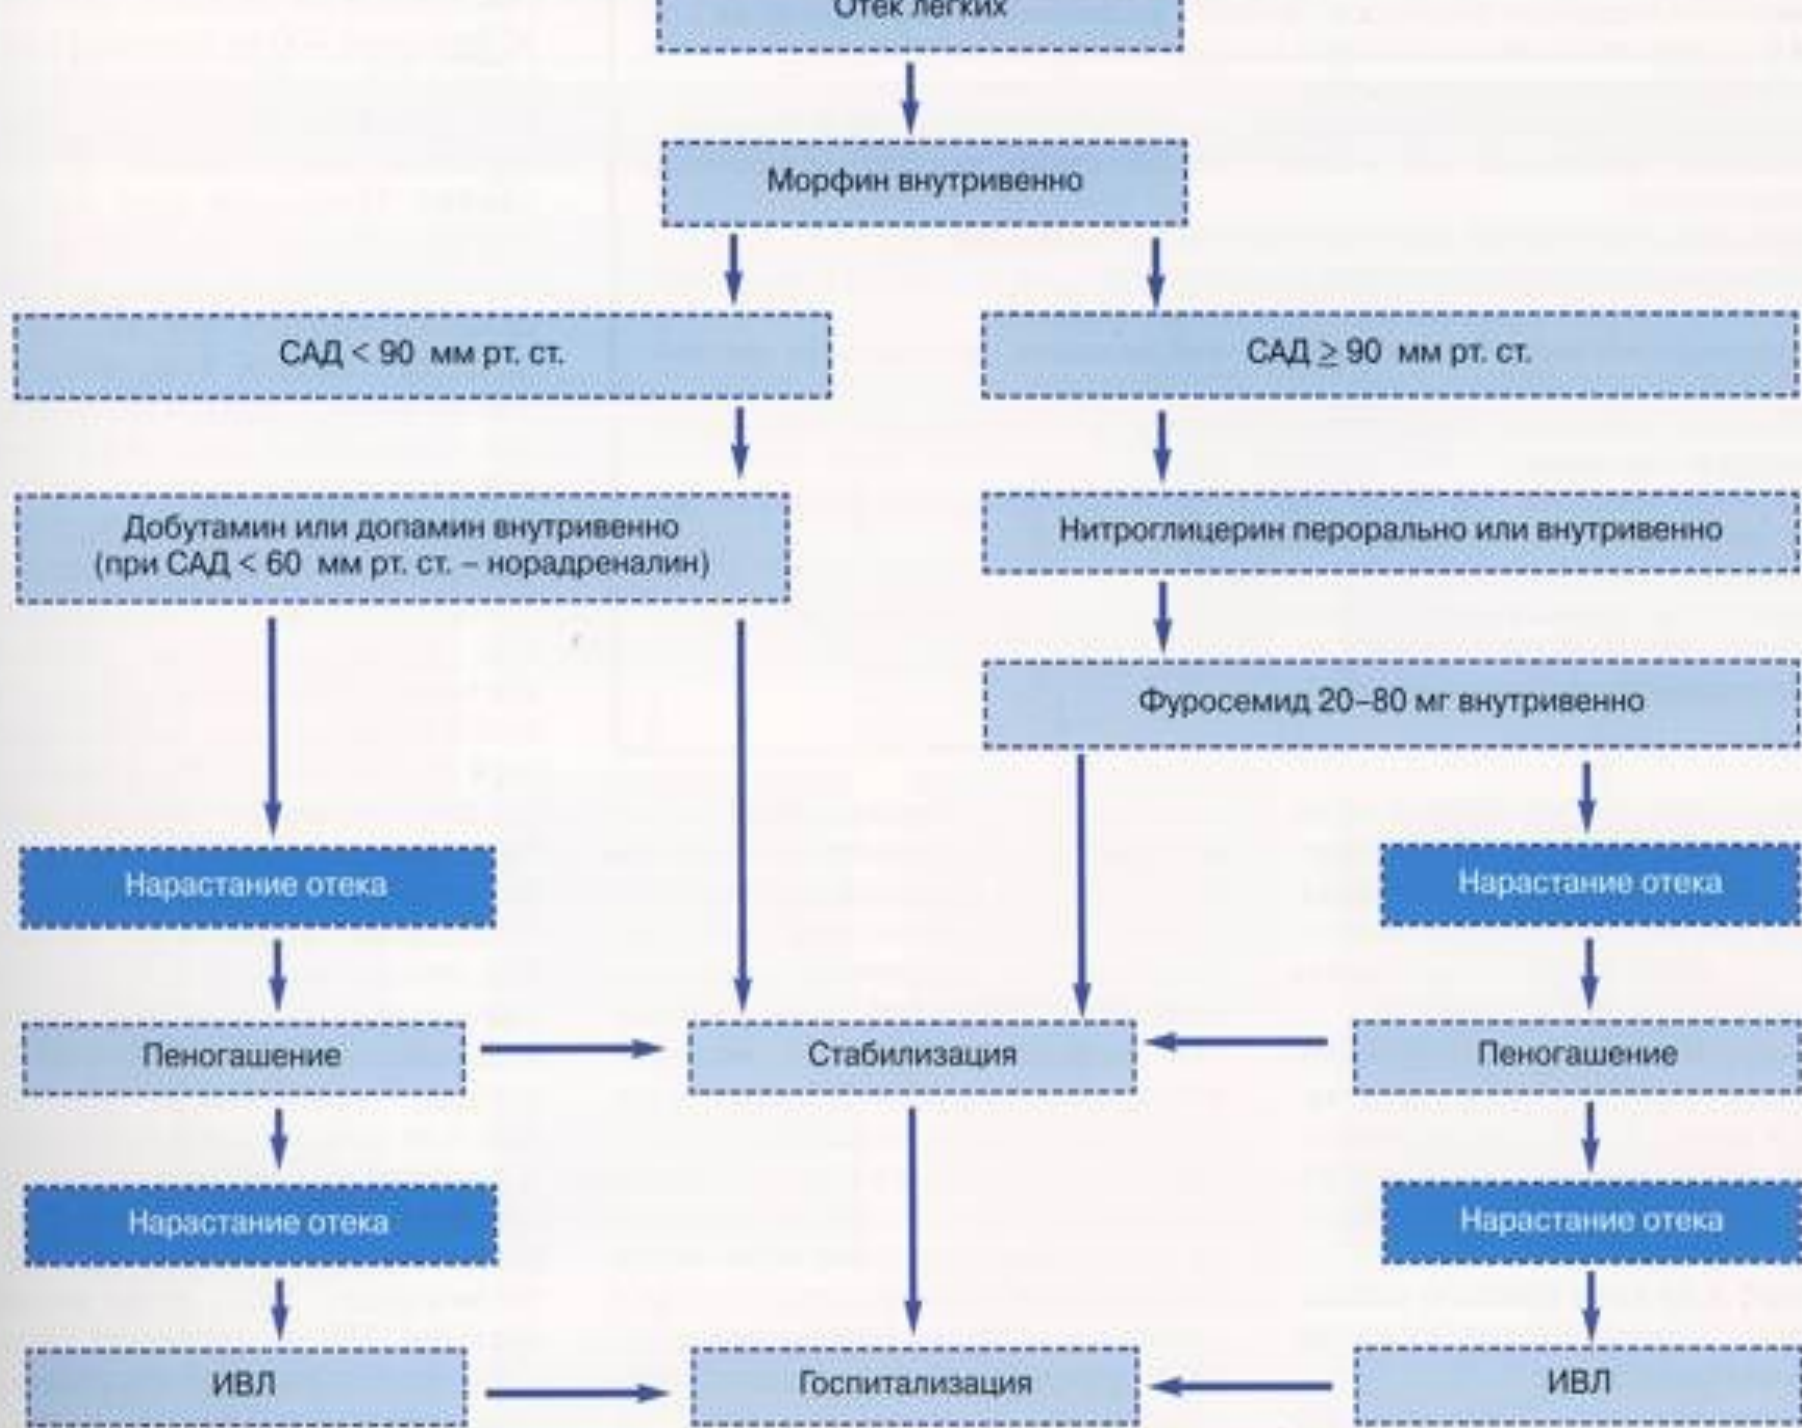 Отек легких
Морфин внутривенно
САД < 90 мм рт. ст.
САД ≥ 90 мм рт. ст.
Добутамин или допамин внутривенно
(при САД < 60 мм рт. ст. – норадреналин)
Нитроглицерин перорально или внутривенно
Фуросемид 20–80 мг внутривенно
Нарастание отека
Нарастание отека
Пеногашение
Стабилизация
Пеногашение
Нарастание отека
Нарастание отека
ИВЛ
Госпитализация
ИВЛ